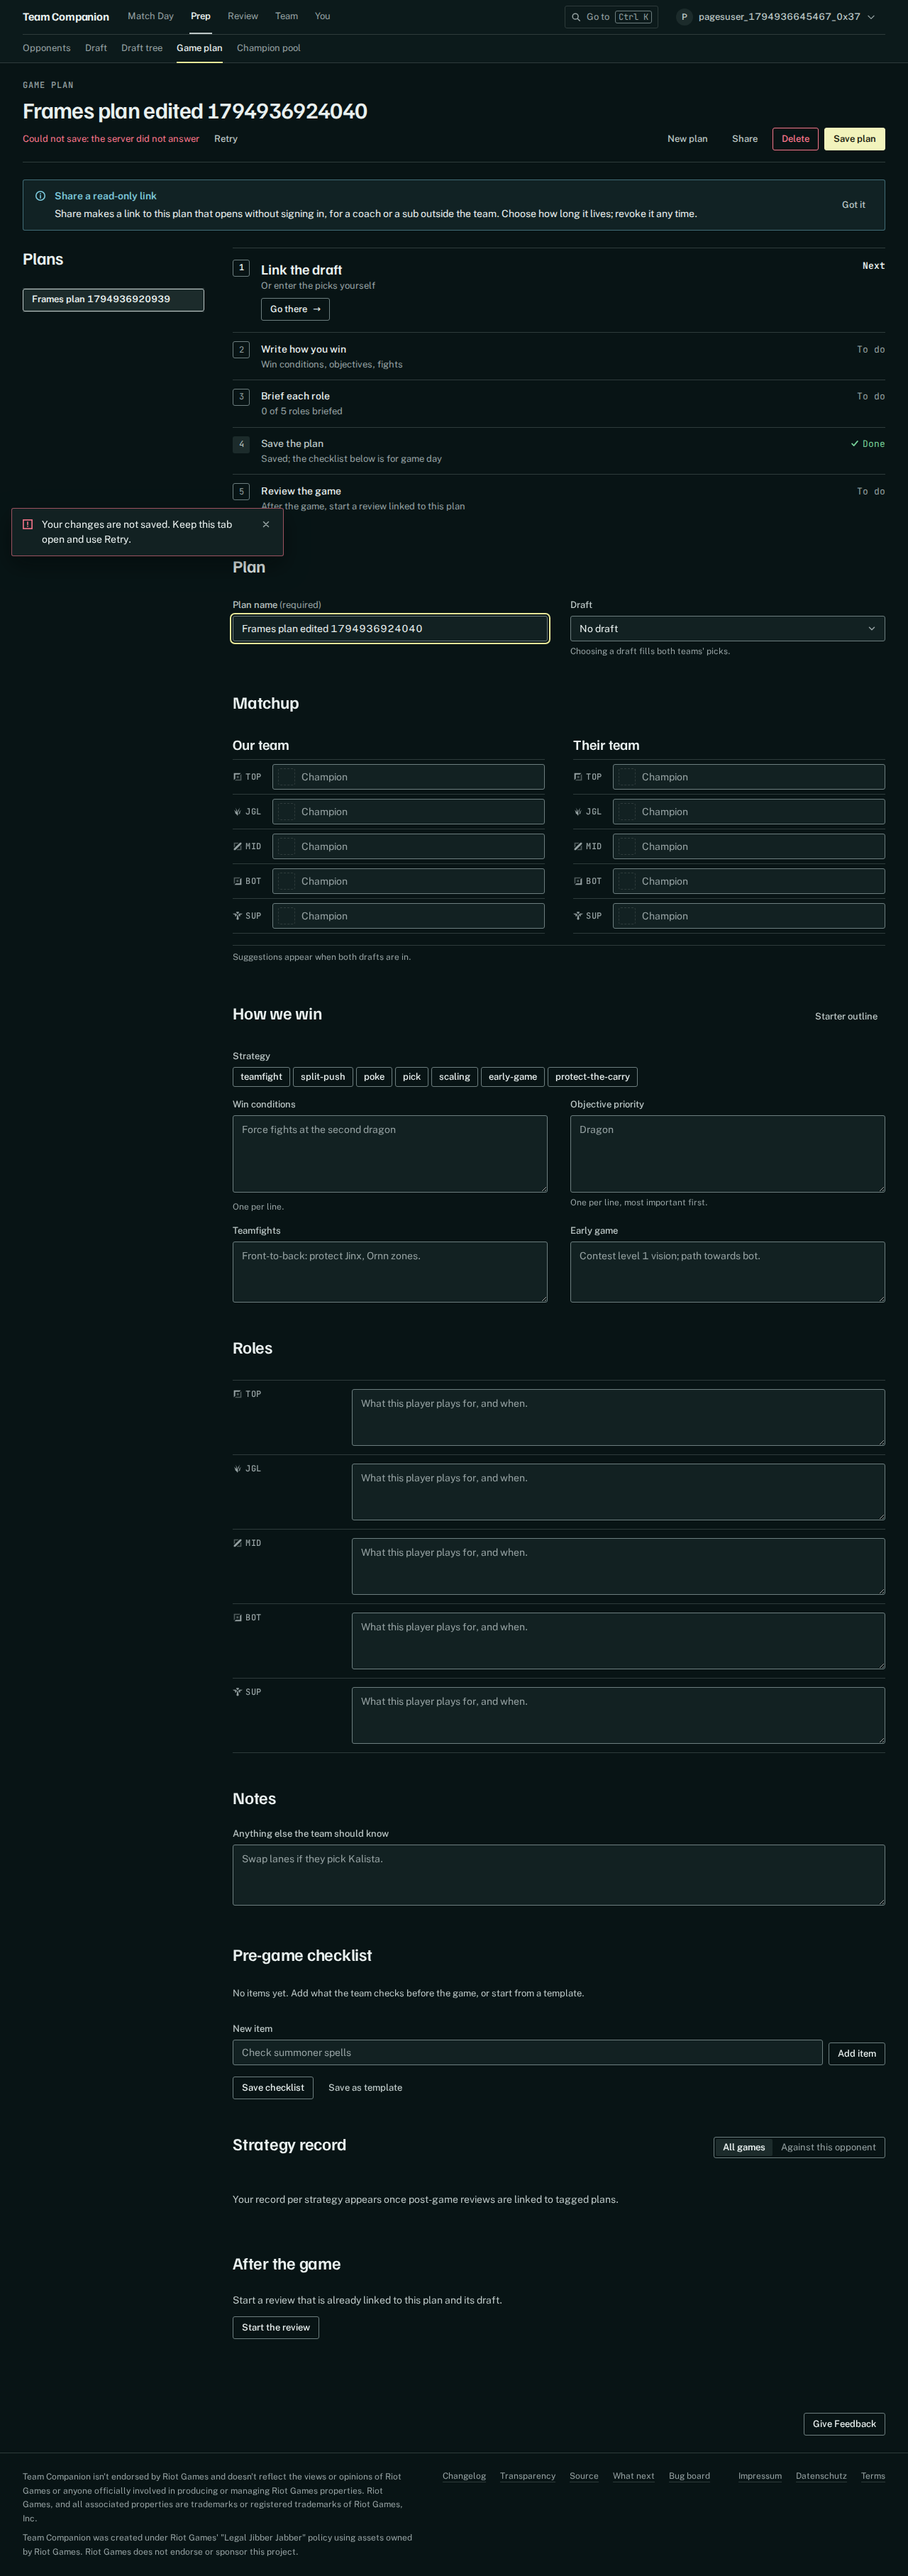 Team Companion
Match Day
Prep
Review
Team
You
Go to Ctrl K
P
pagesuser_1794936645467_0x37
Opponents
Draft
Draft tree
Game plan
Champion pool
GAME PLAN
Frames plan edited 1794936924040
Could not save: the server did not answer
Retry
New plan
Share
Delete
Save plan
Share a read-only link
Share makes a link to this plan that opens without signing in, for a coach or a sub outside the team. Choose how long it lives; revoke it any time.
Got it
Plans
Frames plan 1794936920939
1
Link the draft
Next
Or enter the picks yourself
Go there →
2
Write how you win
To do
Win conditions, objectives, fights
3
Brief each role
To do
0 of 5 roles briefed
4
Save the plan
Done
Saved; the checklist below is for game day
5
Review the game
To do
After the game, start a review linked to this plan
Your changes are not saved. Keep this tab
open and use Retry.
Plan
Plan name (required)
Frames plan edited 1794936924040
Draft
No draft
Choosing a draft fills both teams' picks.
Matchup
Our team
TOP Champion
JGL Champion
MID Champion
BOT Champion
SUP Champion
Their team
TOP Champion
JGL Champion
MID Champion
BOT Champion
SUP Champion
Suggestions appear when both drafts are in.
How we win
Starter outline
Strategy
teamfight
split-push
poke
pick
scaling
early-game
protect-the-carry
Win conditions
Force fights at the second dragon
One per line.
Objective priority
Dragon
One per line, most important first.
Teamfights
Front-to-back: protect Jinx, Ornn zones.
Early game
Contest level 1 vision; path towards bot.
Roles
TOP
What this player plays for, and when.
JGL
What this player plays for, and when.
MID
What this player plays for, and when.
BOT
What this player plays for, and when.
SUP
What this player plays for, and when.
Notes
Anything else the team should know
Swap lanes if they pick Kalista.
Pre-game checklist
No items yet. Add what the team checks before the game, or start from a template.
New item
Check summoner spells
Add item
Save checklist
Save as template
Strategy record
All games
Against this opponent
Your record per strategy appears once post-game reviews are linked to tagged plans.
After the game
Start a review that is already linked to this plan and its draft.
Start the review
Give Feedback
Team Companion isn't endorsed by Riot Games and doesn't reflect the views or opinions of Riot
Games or anyone officially involved in producing or managing Riot Games properties. Riot
Games, and all associated properties are trademarks or registered trademarks of Riot Games,
Inc.
Team Companion was created under Riot Games' "Legal Jibber Jabber" policy using assets owned
by Riot Games. Riot Games does not endorse or sponsor this project.
Changelog
Transparency
Source
What next
Bug board
Impressum
Datenschutz
Terms